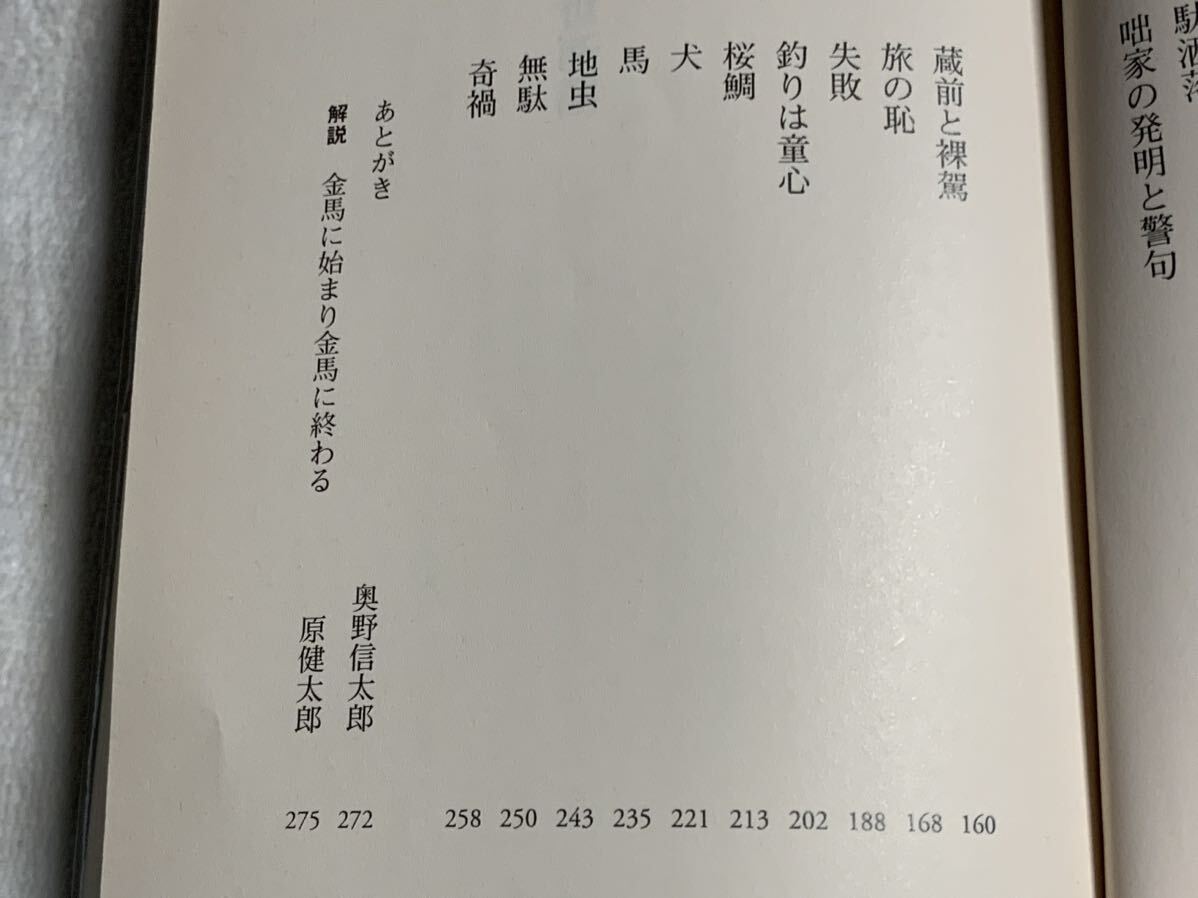 駄洒落
咄家の発明と警句
蔵前と裸駕 160
旅の恥 168
失敗 188
釣りは童心 202
桜鯛 213
犬 221
馬 235
地虫 243
無駄 250
奇禍 258
あとがき 奥野信太郎 272
解説 金馬に始まり金馬に終わる 原健太郎 275